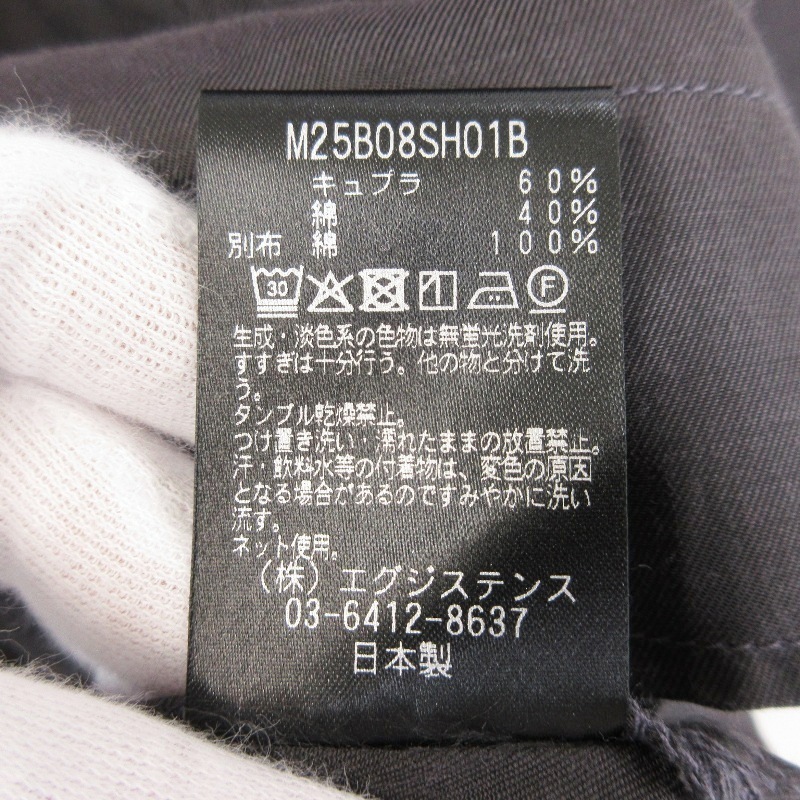 M25B08SH01B
キュプラ 60%
綿 40%
別布 綿 100%
30 F
生成・淡色系の色物は無蛍光洗剤使用。
すすぎは十分行う。他の物と分けて洗
う。
タンブル乾燥禁止。
つけ置き洗い・濡れたままの放置禁止。
汗・飲料水等の付着物は、変色の原因
となる場合があるのですみやかに洗い
流す。
ネット使用。
（株）エグジステンス
03-6412-8637
日本製